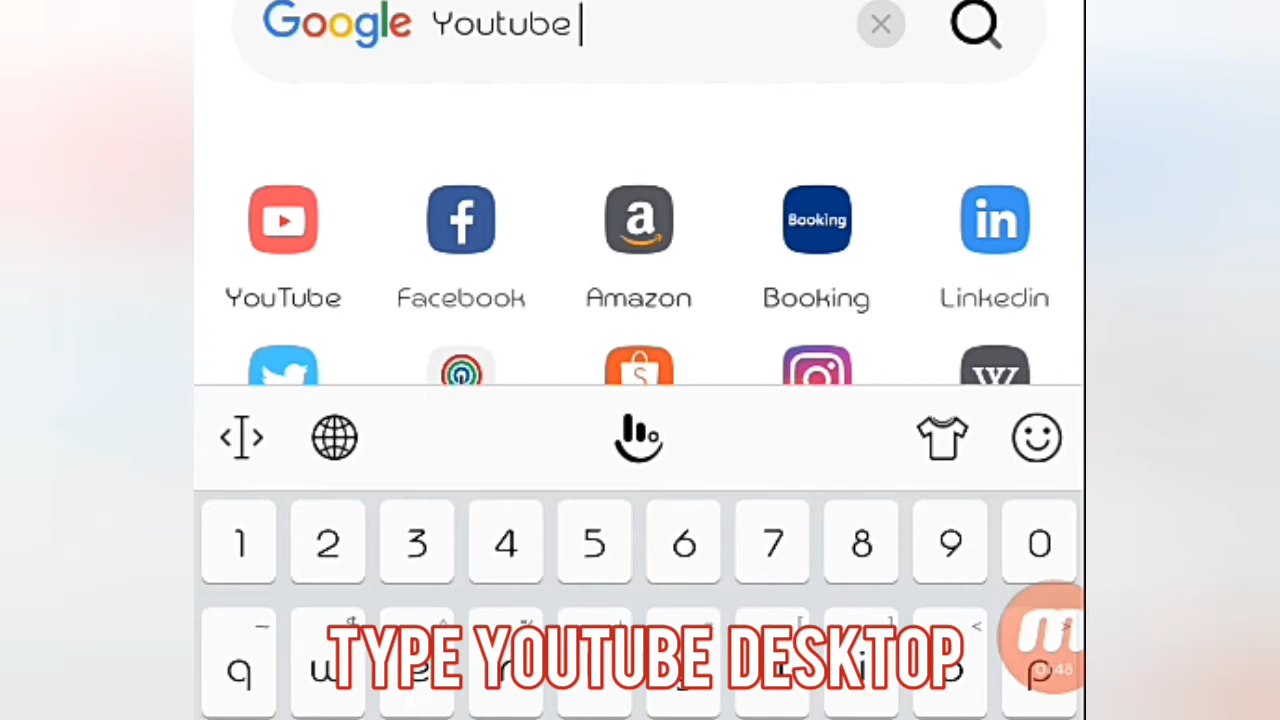 Google Youtube
Booking
YouTube Facebook Amazon Booking Linkedin
1 2 3 4 5 6 7 8 9 0
q w e i p
TYPE YOUTUBE DESKTOP